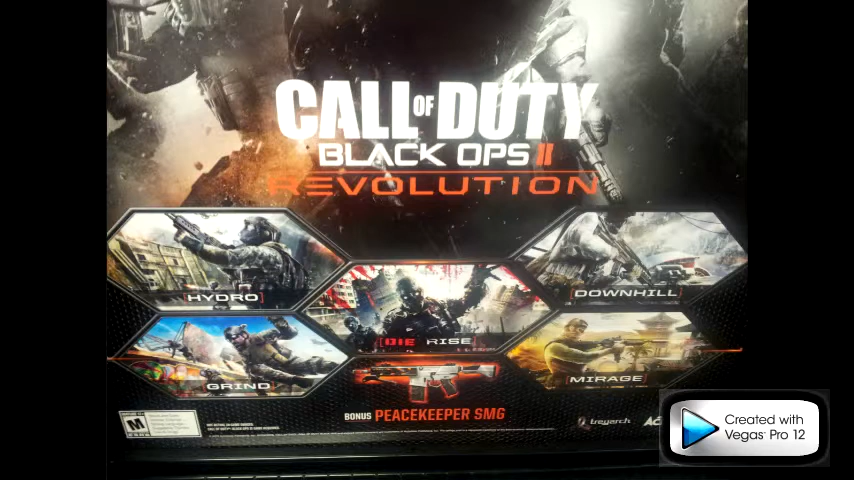 CALL OF DUTY
BLACK OPS II
REVOLUTION
HYDRO
DOWNHILL
DIE RISE
GRIND
MIRAGE
BONUS PEACEKEEPER SMG
M
treyarch
Created with
Vegas™ Pro 12